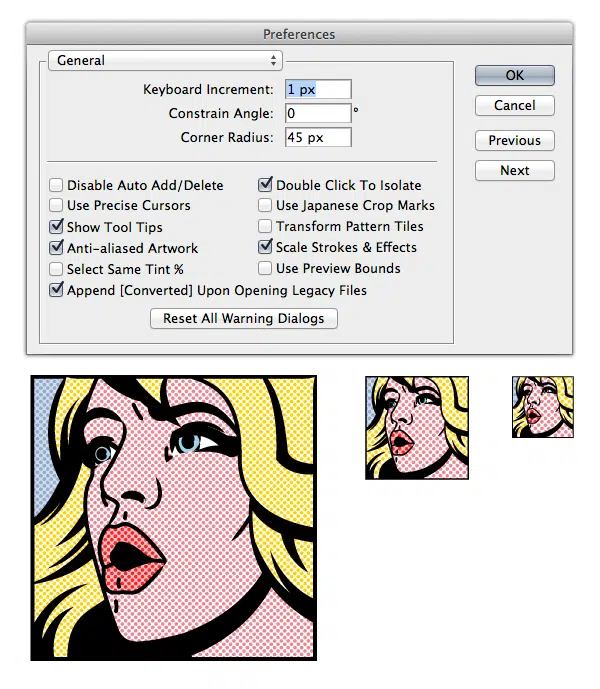 Preferences
General
OK
Keyboard Increment: 1 px
Cancel
Constrain Angle: 0 °
Corner Radius: 45 px
Previous
Next
Disable Auto Add/Delete
Double Click To Isolate
Use Precise Cursors
Use Japanese Crop Marks
Show Tool Tips
Transform Pattern Tiles
Anti-aliased Artwork
Scale Strokes & Effects
Select Same Tint %
Use Preview Bounds
Append [Converted] Upon Opening Legacy Files
Reset All Warning Dialogs